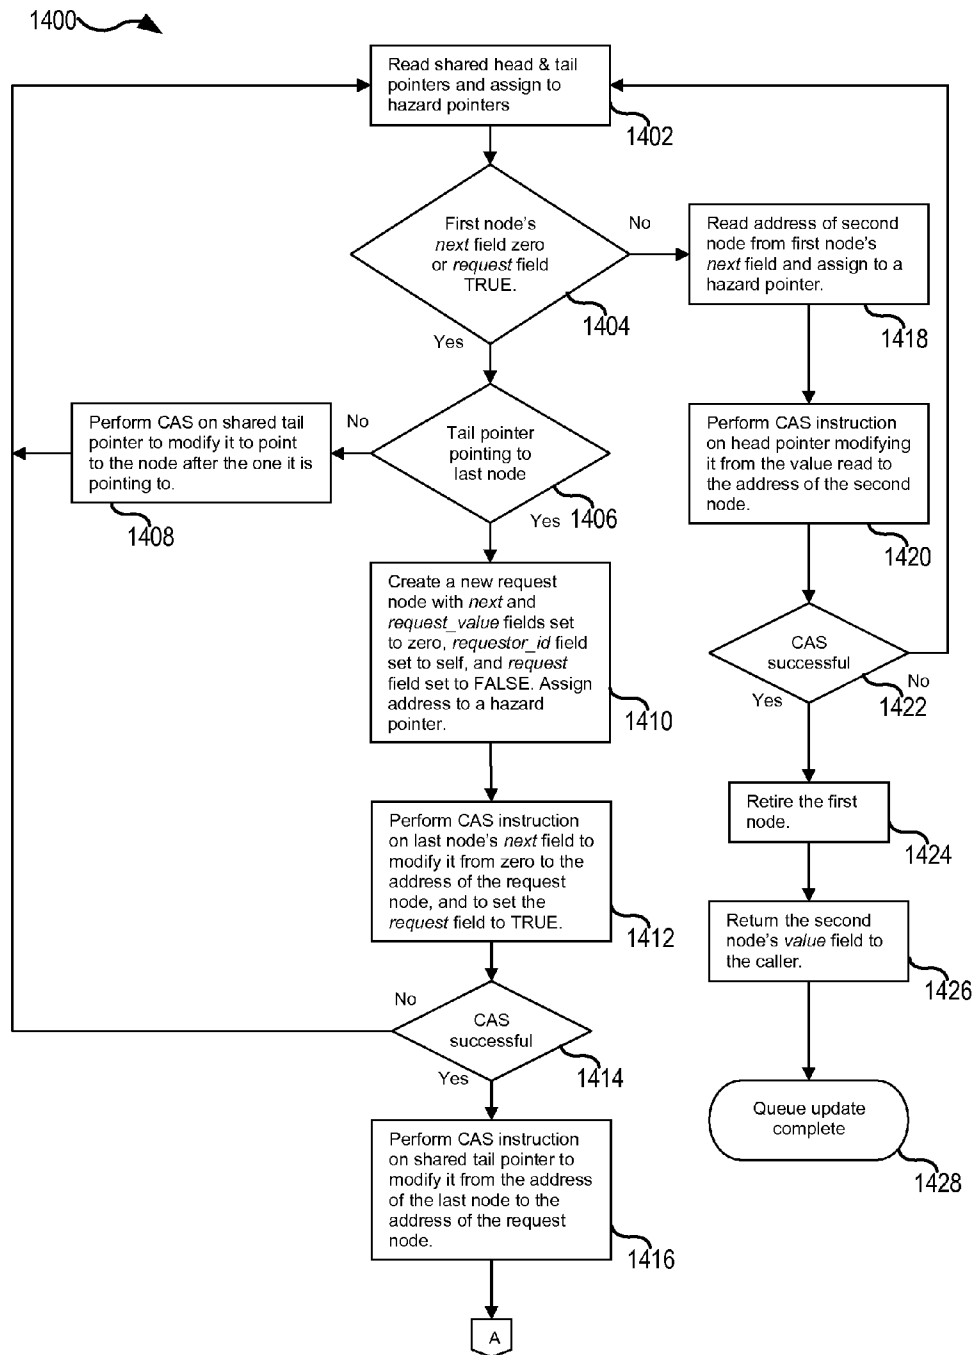 1400
Read shared head & tail
pointers and assign to
hazard pointers
1402
First node's
next field zero
or request field
TRUE.
1404
No
Yes
Read address of second
node from first node's
next field and assign to a
hazard pointer.
1418
Tail pointer
pointing to
last node
1406
No
Yes
Perform CAS on shared tail
pointer to modify it to point
to the node after the one it is
pointing to.
1408
Perform CAS instruction
on head pointer modifying
it from the value read to
the address of the second
node.
1420
Create a new request
node with next and
request_value fields set
to zero, requestor_id field
set to self, and request
field set to FALSE. Assign
address to a hazard
pointer.
1410
CAS
successful
1422
No
Yes
Perform CAS instruction
on last node's next field to
modify it from zero to the
address of the request
node, and to set the
request field to TRUE.
1412
Retire the first
node.
1424
Return the second
node's value field to
the caller.
1426
CAS
successful
1414
No
Yes
Perform CAS instruction
on shared tail pointer to
modify it from the address
of the last node to the
address of the request
node.
1416
Queue update
complete
1428
A